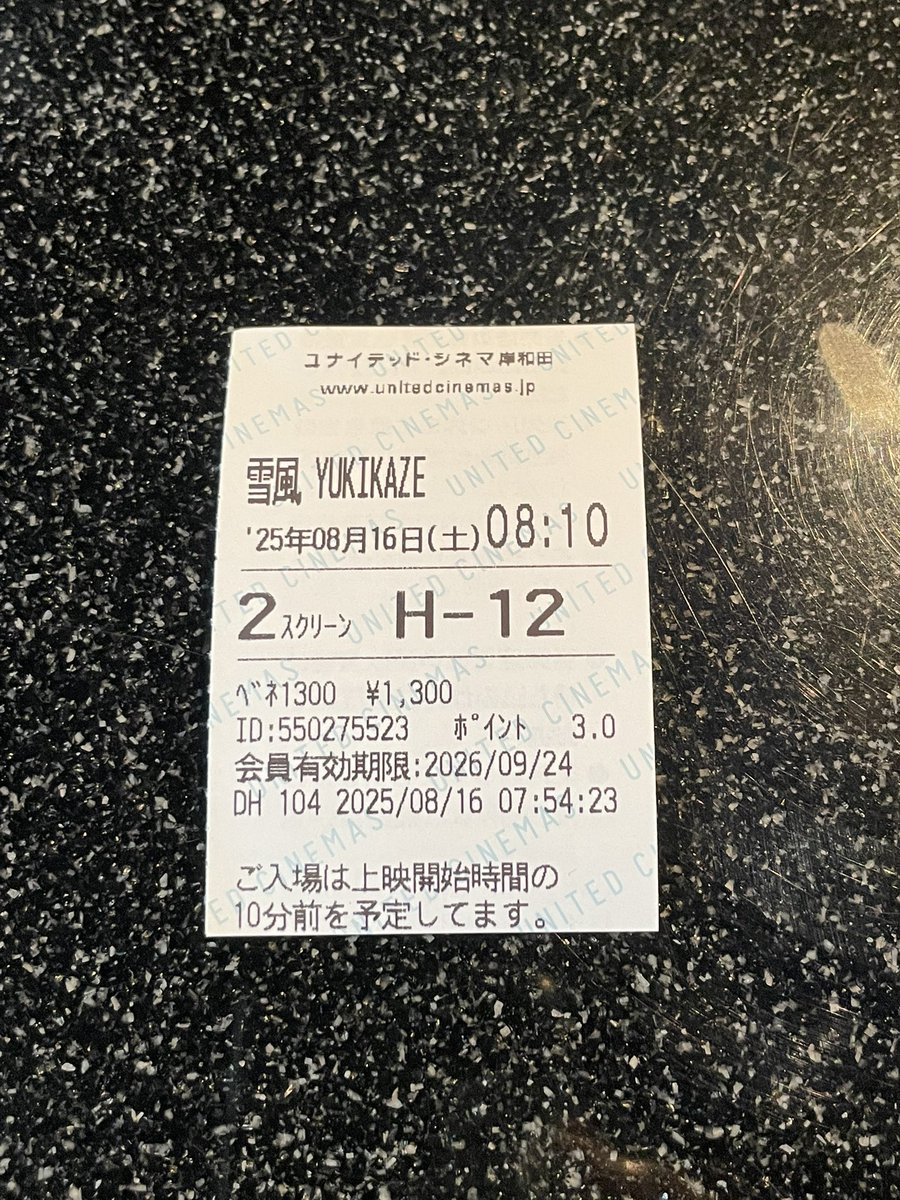 ユナイテッド・シネマ岸和田
www.unitedcinemas.jp
雪風 YUKIKAZE
'25年08月16日(土) 08:10
2スクリーン H-12
ﾍﾞﾈ1300 ¥1,300
ID:550275523 ﾎﾟｲﾝﾄ 3.0
会員有効期限:2026/09/24
DH 104 2025/08/16 07:54:23
ご入場は上映開始時間の
10分前を予定してます。
UNITED CINEMAS